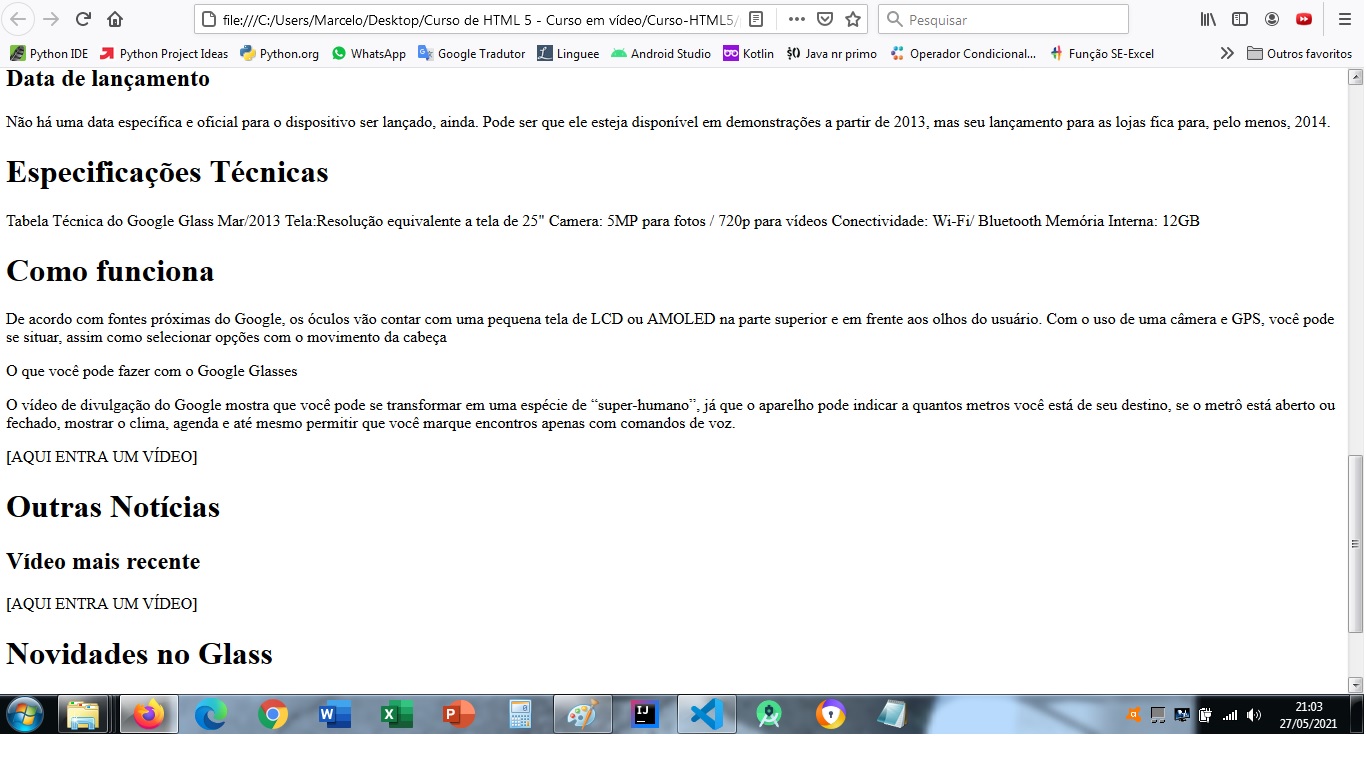 file:///C:/Users/Marcelo/Desktop/Curso de HTML 5 - Curso em vídeo/Curso-HTML5/
Pesquisar
Python IDE Python Project Ideas Python.org WhatsApp Google Tradutor Linguee Android Studio Kotlin Java nr primo Operador Condicional... Função SE-Excel Outros favoritos
Data de lançamento
Não há uma data específica e oficial para o dispositivo ser lançado, ainda. Pode ser que ele esteja disponível em demonstrações a partir de 2013, mas seu lançamento para as lojas fica para, pelo menos, 2014.
Especificações Técnicas
Tabela Técnica do Google Glass Mar/2013 Tela:Resolução equivalente a tela de 25" Camera: 5MP para fotos / 720p para vídeos Conectividade: Wi-Fi/ Bluetooth Memória Interna: 12GB
Como funciona
De acordo com fontes próximas do Google, os óculos vão contar com uma pequena tela de LCD ou AMOLED na parte superior e em frente aos olhos do usuário. Com o uso de uma câmera e GPS, você pode
se situar, assim como selecionar opções com o movimento da cabeça
O que você pode fazer com o Google Glasses
O vídeo de divulgação do Google mostra que você pode se transformar em uma espécie de “super-humano”, já que o aparelho pode indicar a quantos metros você está de seu destino, se o metrô está aberto ou
fechado, mostrar o clima, agenda e até mesmo permitir que você marque encontros apenas com comandos de voz.
[AQUI ENTRA UM VÍDEO]
Outras Notícias
Vídeo mais recente
[AQUI ENTRA UM VÍDEO]
Novidades no Glass
21:03
27/05/2021